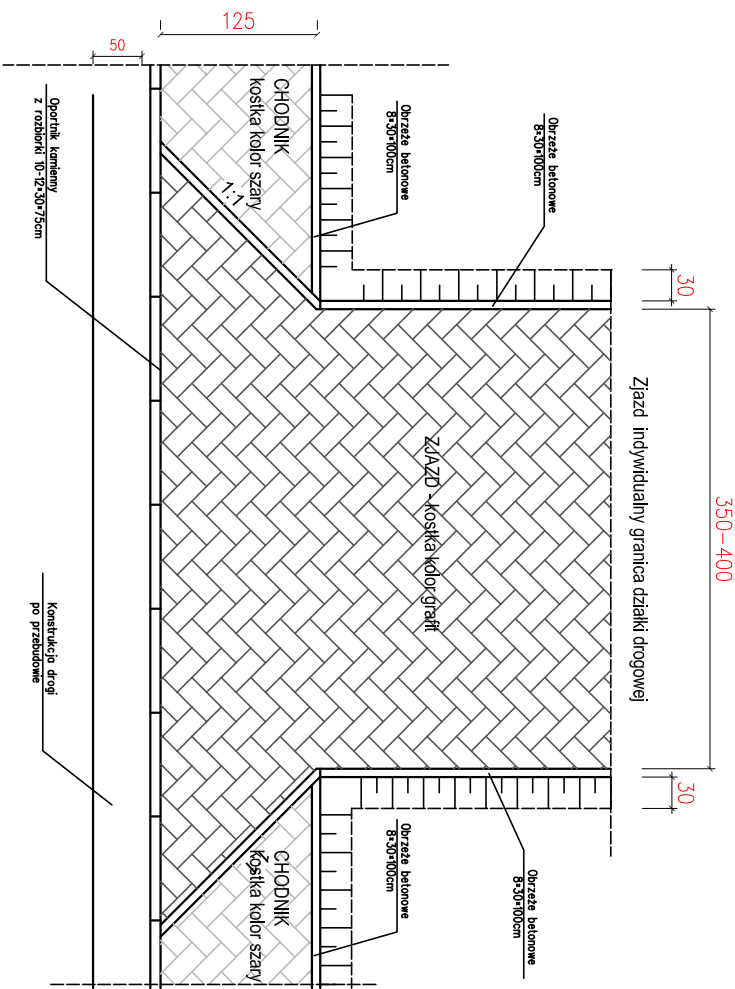 125
50
CHODNIK
kostka kolor szary
Obrzeże betonowe
8*30*100cm
Obrzeże betonowe
8*30*100cm
30
Opornik kamienny
z rozbiorki 10-12*30*75cm
1:1
350-400
Zjazd indywidualny granica działki drogowej
ZJAZD - kostka kolor grafit
Konstrukcja drogi
po przebudowie
30
CHODNIK
kostka kolor szary
Obrzeże betonowe
8*30*100cm
Obrzeże betonowe
8*30*100cm